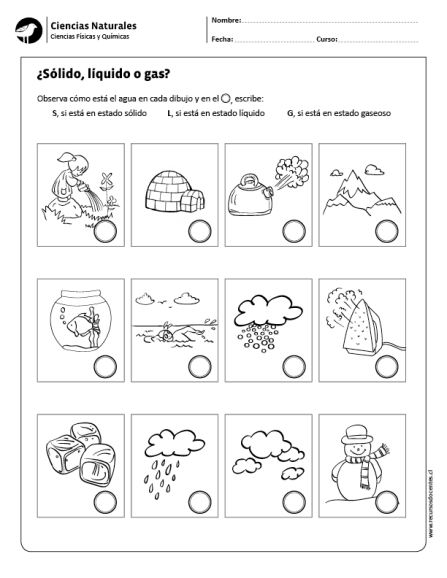 Ciencias Naturales
Ciencias Físicas y Químicas
Nombre:
Fecha: Curso:
¿Sólido, líquido o gas?
Observa cómo está el agua en cada dibujo y en el , escribe:
S, si está en estado sólido L, si está en estado líquido G, si está en estado gaseoso
www.recursosdocentes.cl